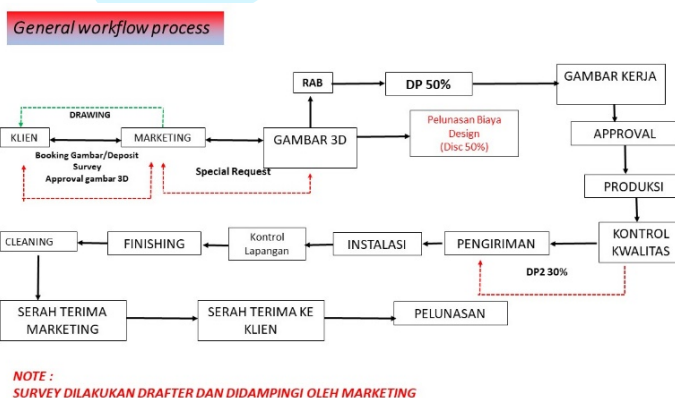 General workflow process
RAB
DP 50%
GAMBAR KERJA
DRAWING
KLIEN
MARKETING
GAMBAR 3D
Pelunasan Biaya
Design
(Disc 50%)
APPROVAL
Booking Gambar/Deposit
Survey
Approval gambar 3D
Special Request
PRODUKSI
CLEANING
FINISHING
Kontrol
Lapangan
INSTALASI
PENGIRIMAN
KONTROL
KWALITAS
DP2 30%
SERAH TERIMA
MARKETING
SERAH TERIMA KE
KLIEN
PELUNASAN
NOTE :
SURVEY DILAKUKAN DRAFTER DAN DIDAMPINGI OLEH MARKETING